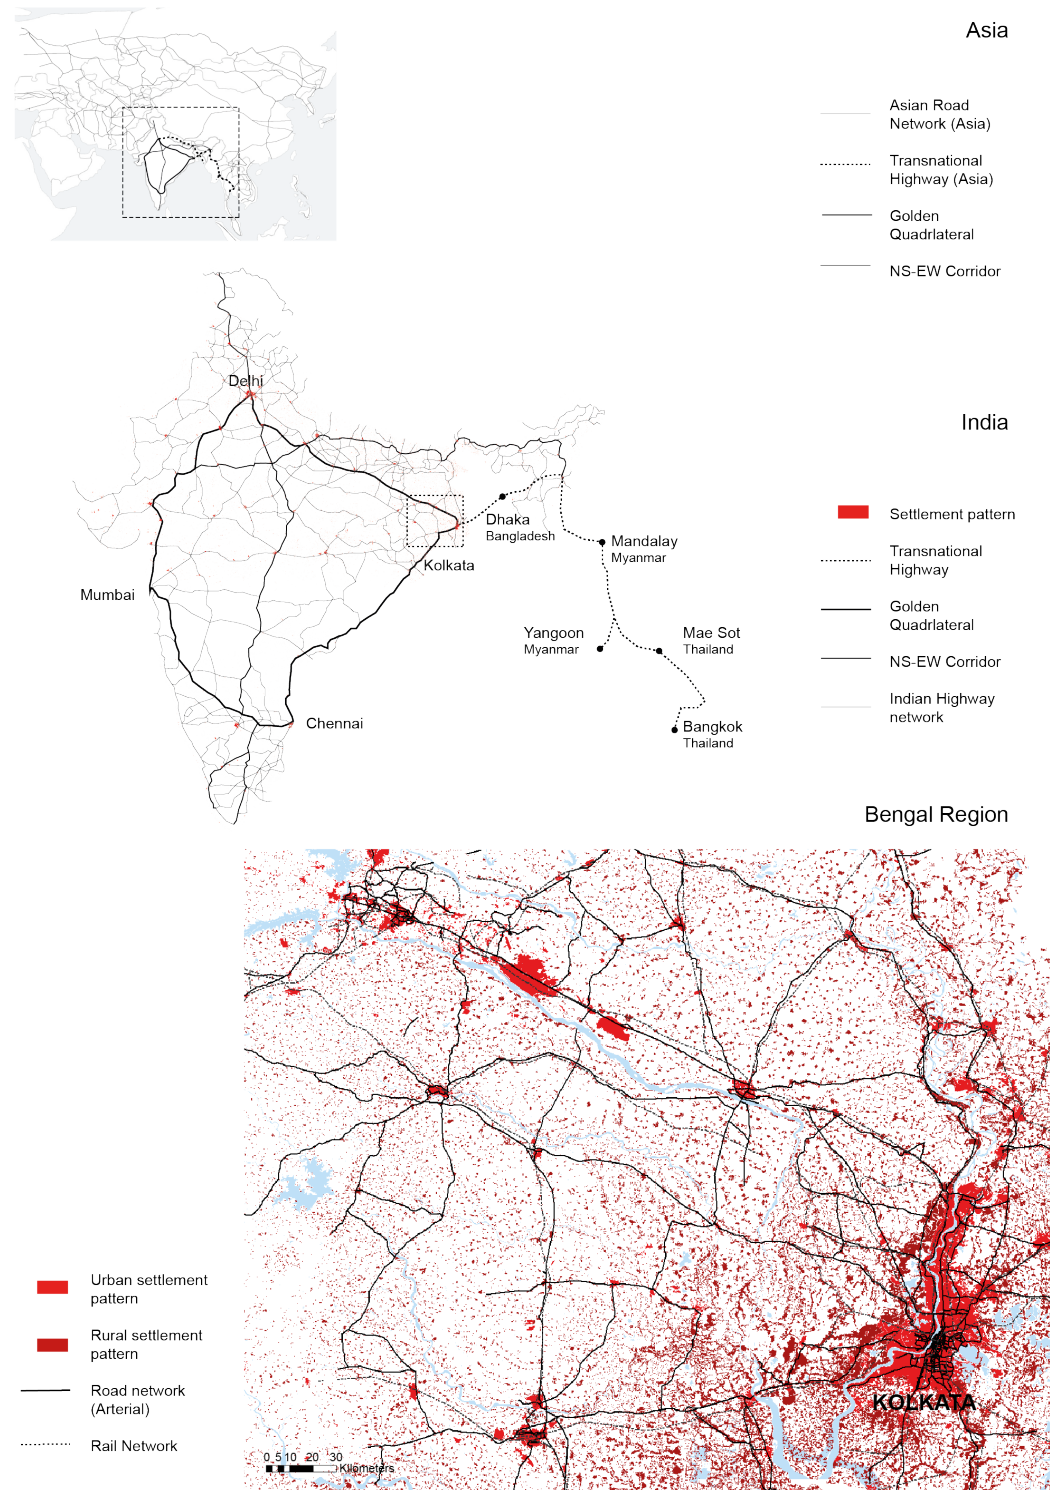 Asia
Asian Road
Network (Asia)
Transnational
Highway (Asia)
Golden
Quadrlateral
NS-EW Corridor
India
Delhi
Dhaka
Bangladesh
Mandalay
Myanmar
Kolkata
Mumbai
Yangoon
Myanmar
Mae Sot
Thailand
Chennai
Bangkok
Thailand
Settlement pattern
Transnational
Highway
Golden
Quadrlateral
NS-EW Corridor
Indian Highway
network
Bengal Region
Urban settlement
pattern
Rural settlement
pattern
Road network
(Arterial)
Rail Network
KOLKATA
0 5 10 20 30
Kilometers